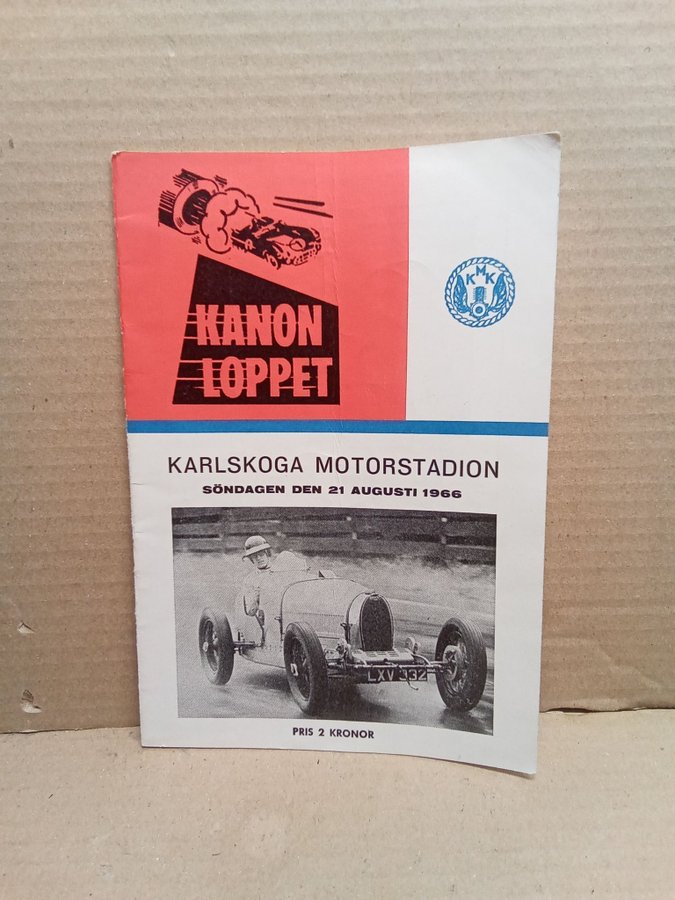 KANON
LOPPET
KMK
KARLSKOGA MOTORSTADION
SÖNDAGEN DEN 21 AUGUSTI 1966
LXV 332
PRIS 2 KRONOR